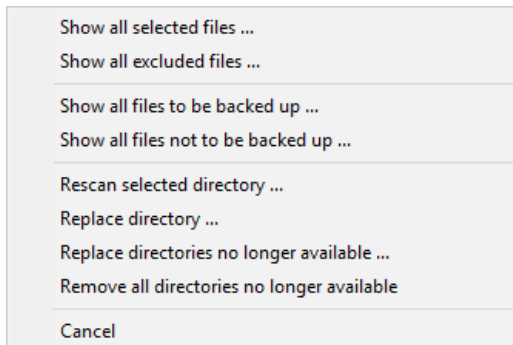 Show all selected files ...
Show all excluded files ...
Show all files to be backed up ...
Show all files not to be backed up ...
Rescan selected directory ...
Replace directory ...
Replace directories no longer available ...
Remove all directories no longer available
Cancel